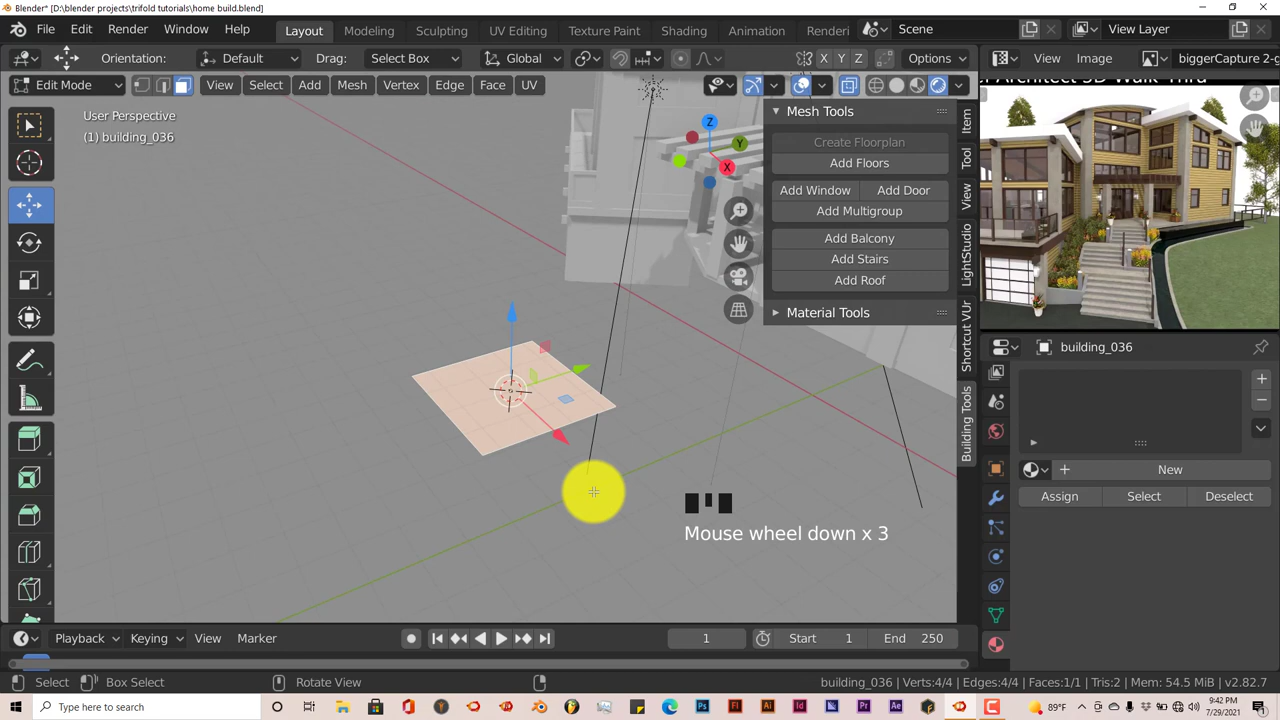 Blender* [D:\blender projects\trifold tutorials\home build.blend]
File Edit Render Window Help Layout Modeling Sculpting UV Editing Texture Paint Shading Animation Renderi Scene View Layer
Orientation: Default Drag: Select Box Global X Y Z Options View Image biggerCapture 2-g
Edit Mode View Select Add Mesh Vertex Edge Face UV
Architect 3D Walk-Thru
User Perspective
(1) building_036
Z
Y
X
Mesh Tools
Create Floorplan
Add Floors
Add Window Add Door
Add Multigroup
Add Balcony
Add Stairs
Add Roof
Material Tools
Item
Tool
View
LightStudio
Shortcut VUr
Building Tools
building_036
New
Assign Select Deselect
Mouse wheel down x 3
Playback Keying View Marker 1 Start 1 End 250
Select Box Select Rotate View building_036 | Verts:4/4 | Edges:4/4 | Faces:1/1 | Tris:2 | Mem: 54.5 MiB | v2.82.7
Type here to search 89°F 9:42 PM
7/29/2021